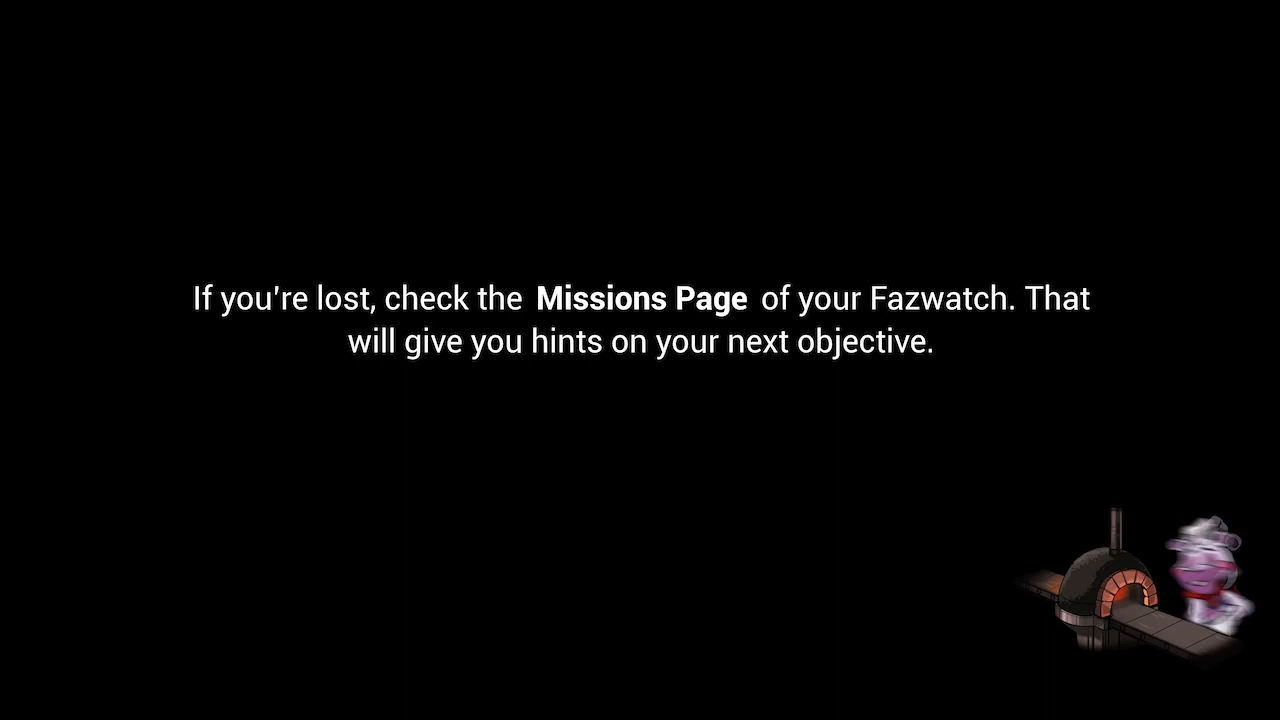 If you're lost, check the Missions Page of your Fazwatch. That
will give you hints on your next objective.